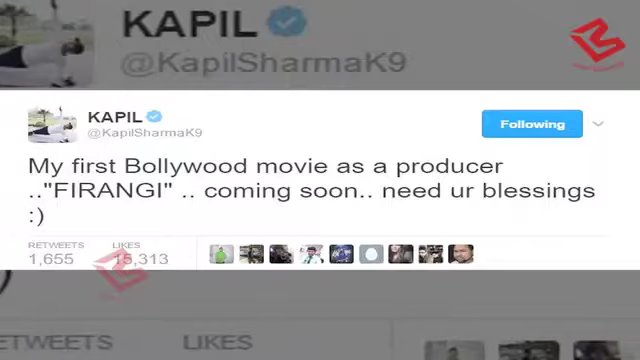 KAPIL
@KapilSharmaK9
KAPIL
@KapilSharmaK9
Following
My first Bollywood movie as a producer
.."FIRANGI" .. coming soon.. need ur blessings
:)
RETWEETS LIKES
1,655 15,313
)
ETWEETS LIKES